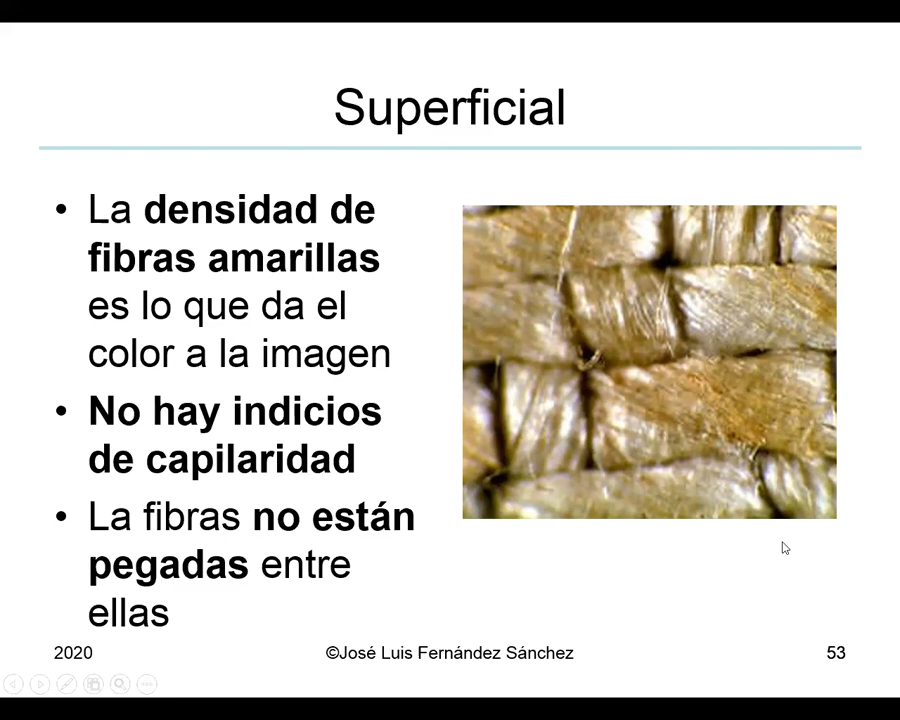 Superficial
• La densidad de
fibras amarillas
es lo que da el
color a la imagen
• No hay indicios
de capilaridad
• La fibras no están
pegadas entre
ellas
2020
©José Luis Fernández Sánchez
53